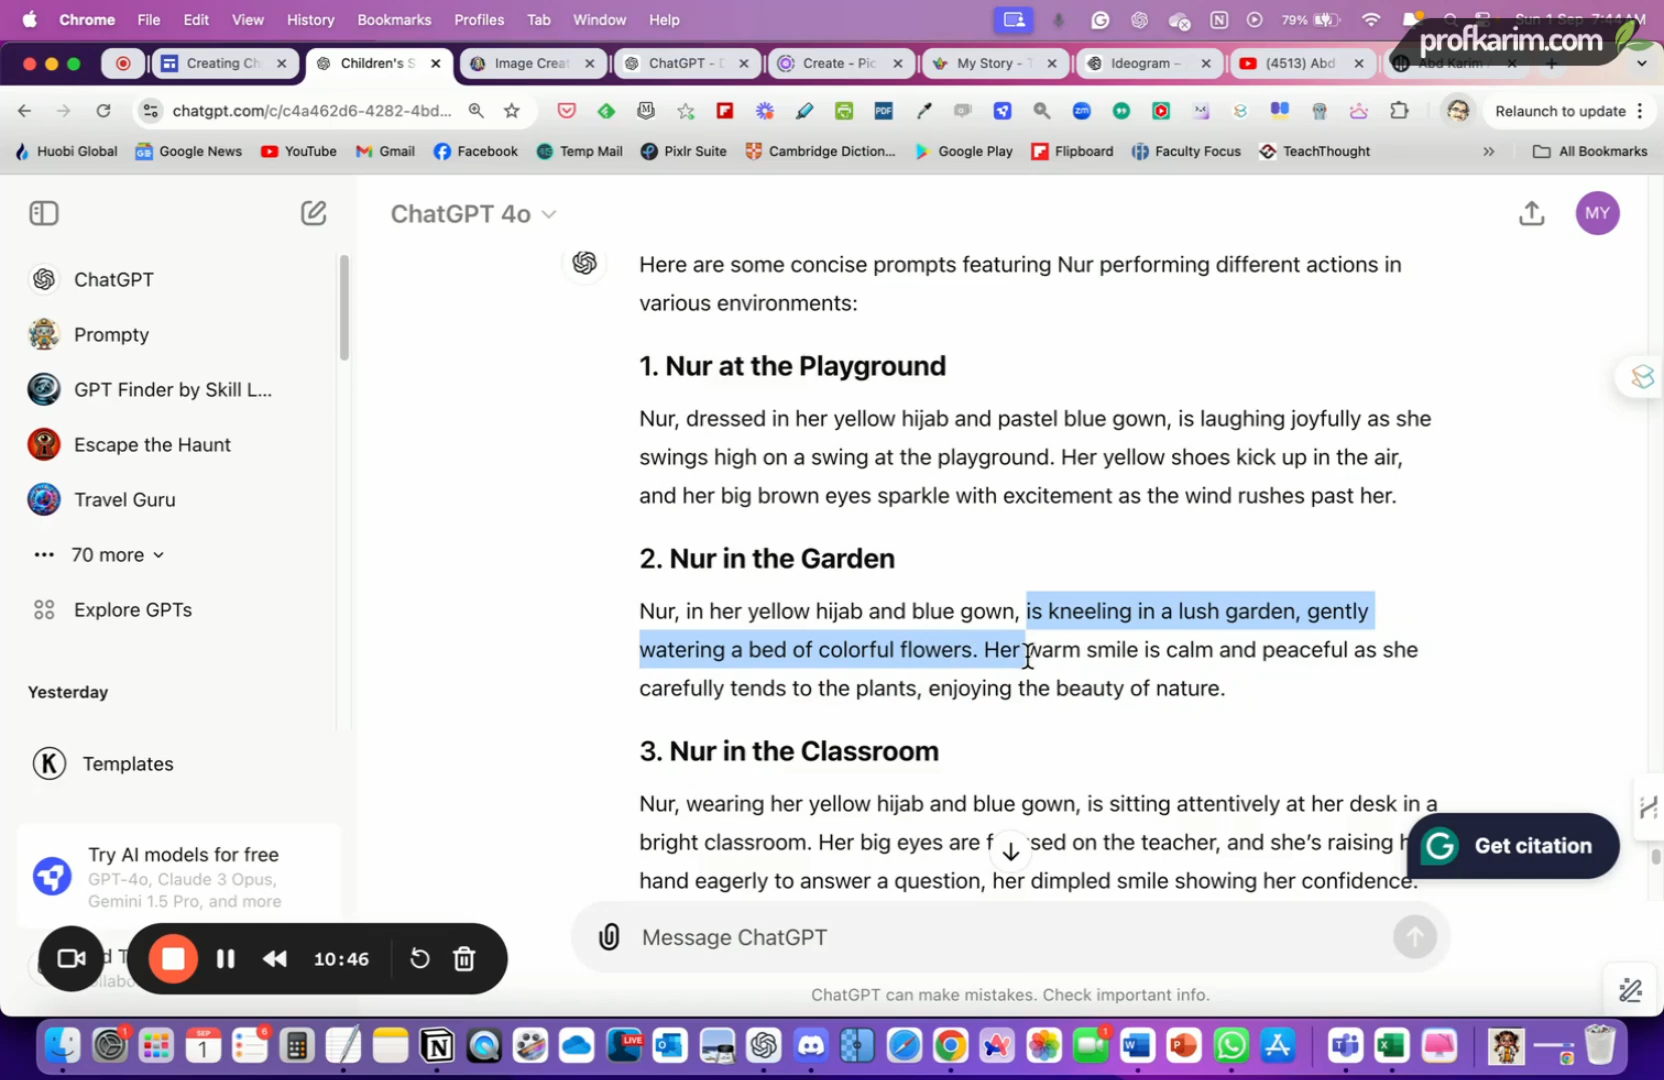 Chrome File Edit View History Bookmarks Profiles Tab Window Help 79% Sun 1 Sep 7:44 AM
profkarim.com
Creating Ch Children's S Image Creat ChatGPT - D Create - Pic My Story - T Ideogram – (4513) Abd Abd Karim
chatgpt.com/c/c4a462d6-4282-4bd... Relaunch to update
Huobi Global Google News YouTube Gmail Facebook Temp Mail Pixlr Suite Cambridge Diction... Google Play Flipboard Faculty Focus TeachThought » All Bookmarks
ChatGPT 4o MY
ChatGPT
Prompty
GPT Finder by Skill L...
Escape the Haunt
Travel Guru
70 more
Explore GPTs
Yesterday
Templates
Try AI models for free
GPT-4o, Claude 3 Opus,
Gemini 1.5 Pro, and more
Here are some concise prompts featuring Nur performing different actions in
various environments:
1. Nur at the Playground
Nur, dressed in her yellow hijab and pastel blue gown, is laughing joyfully as she
swings high on a swing at the playground. Her yellow shoes kick up in the air,
and her big brown eyes sparkle with excitement as the wind rushes past her.
2. Nur in the Garden
Nur, in her yellow hijab and blue gown, is kneeling in a lush garden, gently
watering a bed of colorful flowers. Her warm smile is calm and peaceful as she
carefully tends to the plants, enjoying the beauty of nature.
3. Nur in the Classroom
Nur, wearing her yellow hijab and blue gown, is sitting attentively at her desk in a
bright classroom. Her big eyes are f sed on the teacher, and she's raising h
hand eagerly to answer a question, her dimpled smile showing her confidence.
Get citation
Message ChatGPT
ChatGPT can make mistakes. Check important info.
10:46